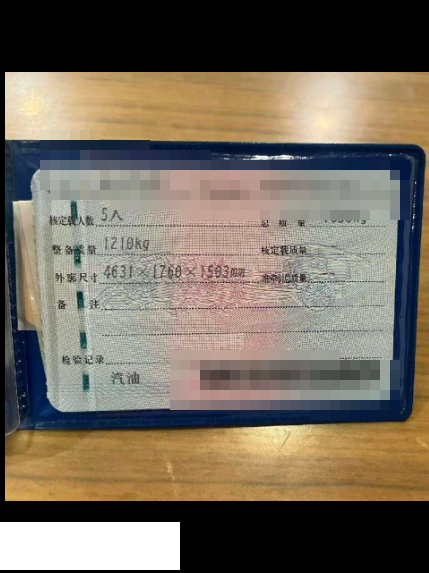 核定载人数 5人 总 质 量
整备质量 1210kg 核定载质量
外廓尺寸 4631×1760×1503 准牵引总质量
备 注
检验记录
汽油